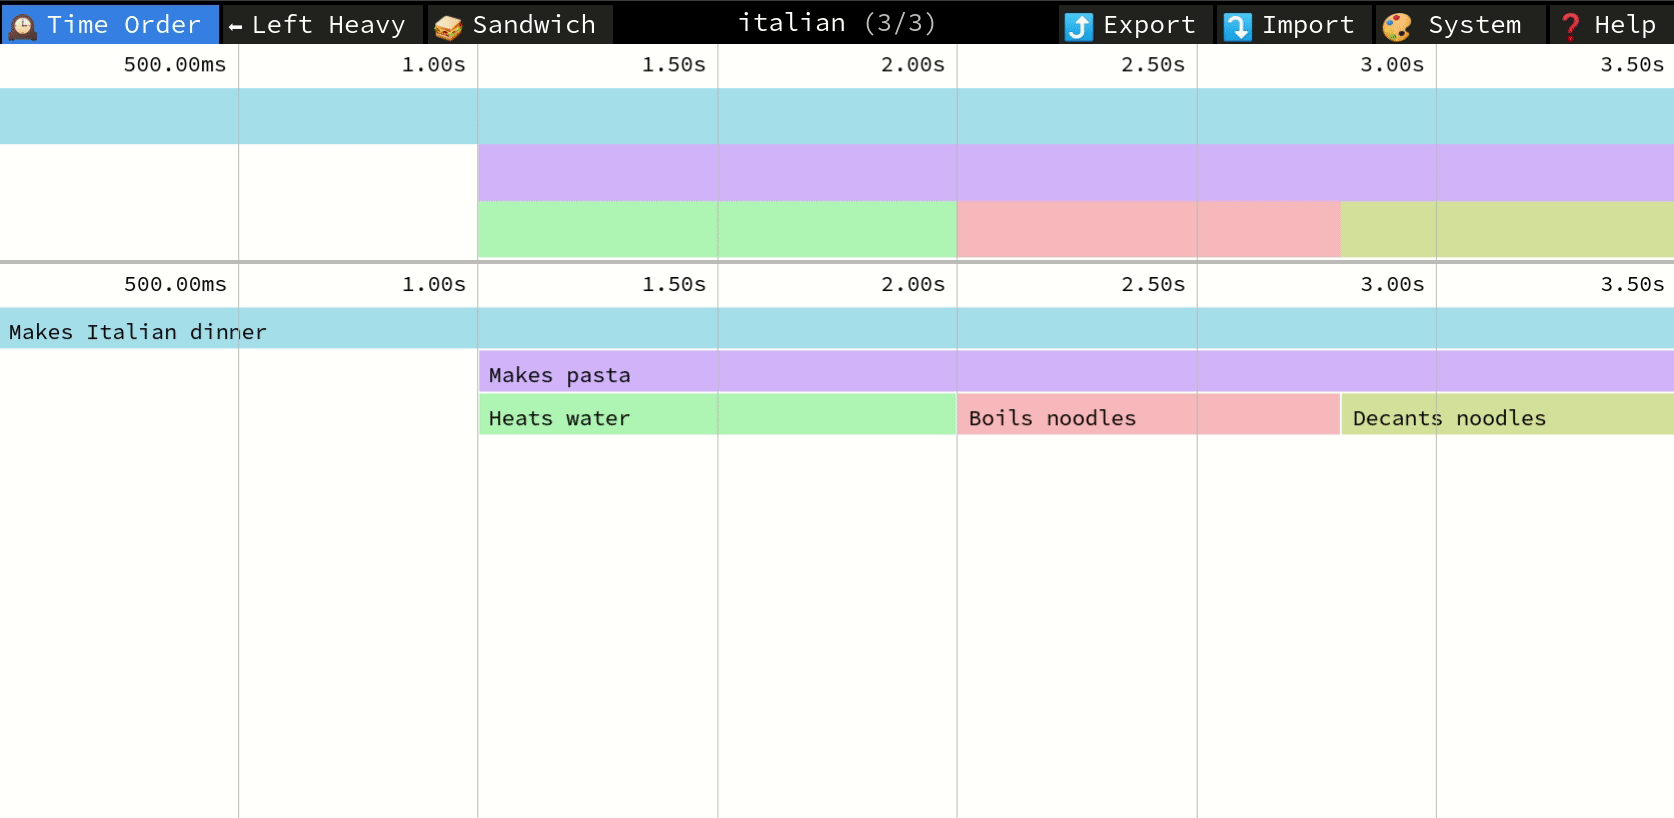 Time Order Left Heavy Sandwich italian (3/3) Export Import System Help
500.00ms 1.00s 1.50s 2.00s 2.50s 3.00s 3.50s
500.00ms 1.00s 1.50s 2.00s 2.50s 3.00s 3.50s
Makes Italian dinner
Makes pasta
Heats water Boils noodles Decants noodles